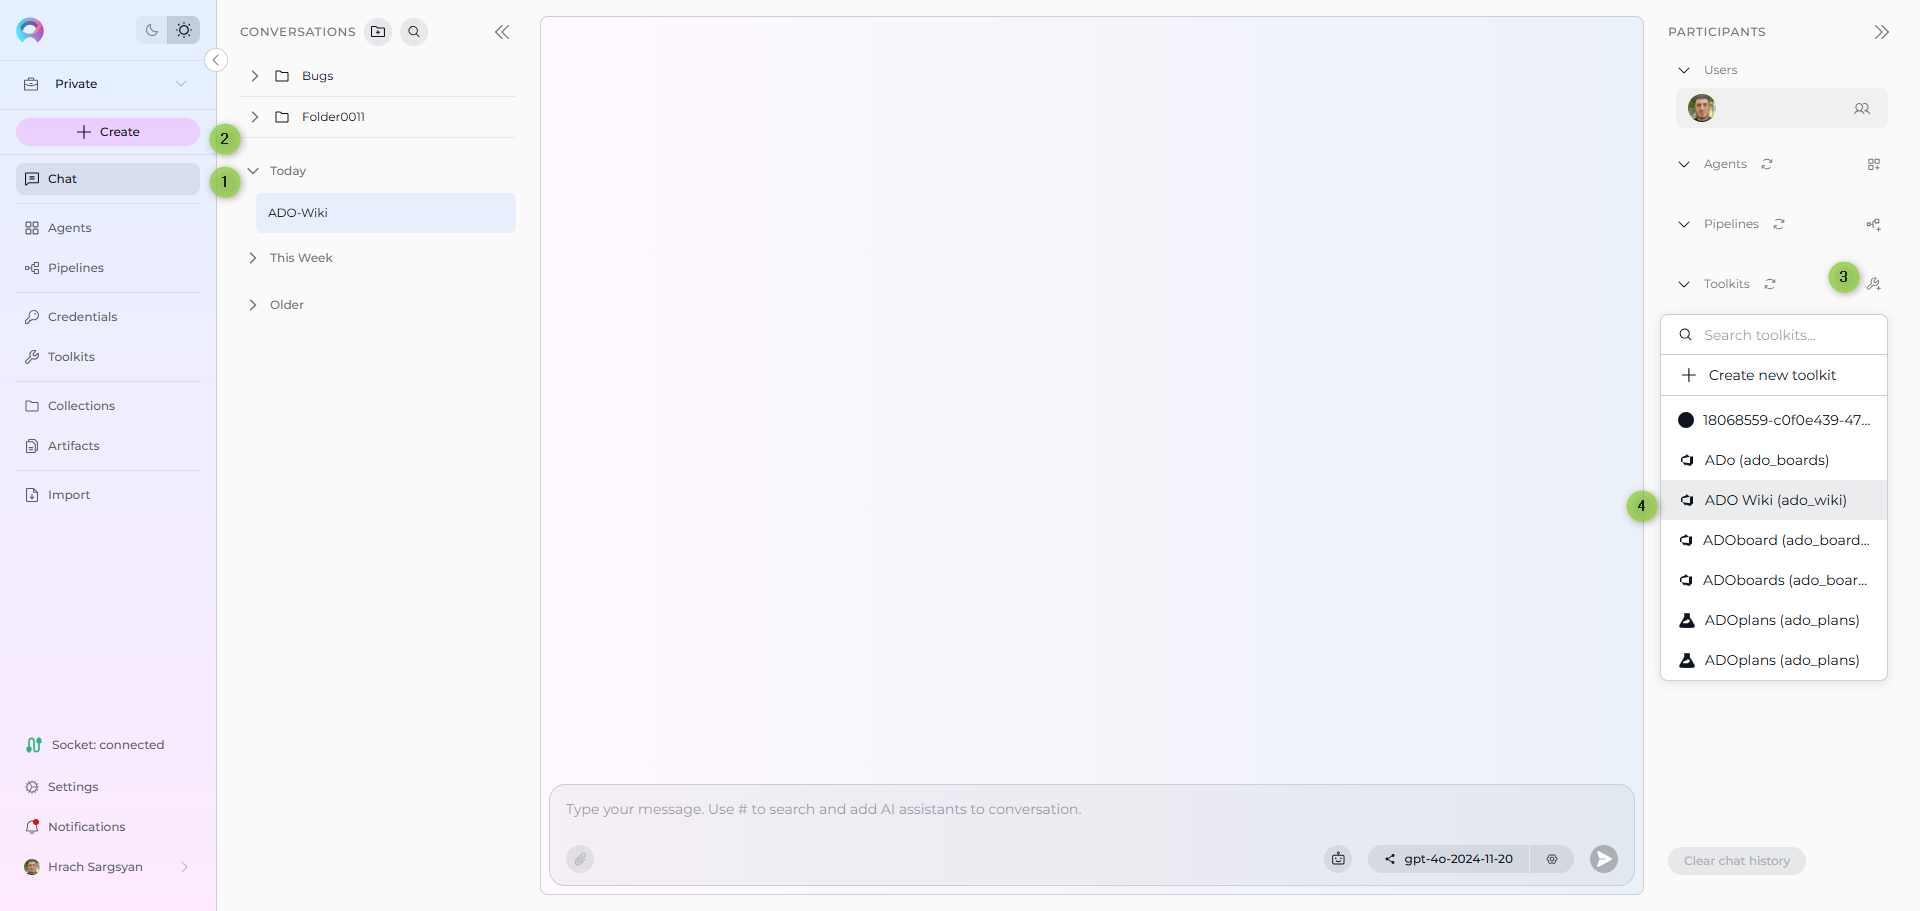 Private
Create
2
Chat
1
Agents
Pipelines
Credentials
Toolkits
Collections
Artifacts
Import
Socket: connected
Settings
Notifications
Hrach Sargsyan
CONVERSATIONS
Bugs
Folder0011
Today
ADO-Wiki
This Week
Older
Type your message. Use # to search and add AI assistants to conversation.
gpt-4o-2024-11-20
PARTICIPANTS
Users
Agents
Pipelines
Toolkits
3
Search toolkits...
Create new toolkit
18068559-c0f0e439-47...
ADo (ado_boards)
4
ADO Wiki (ado_wiki)
ADOboard (ado_board...
ADOboards (ado_boar...
ADOplans (ado_plans)
ADOplans (ado_plans)
Clear chat history